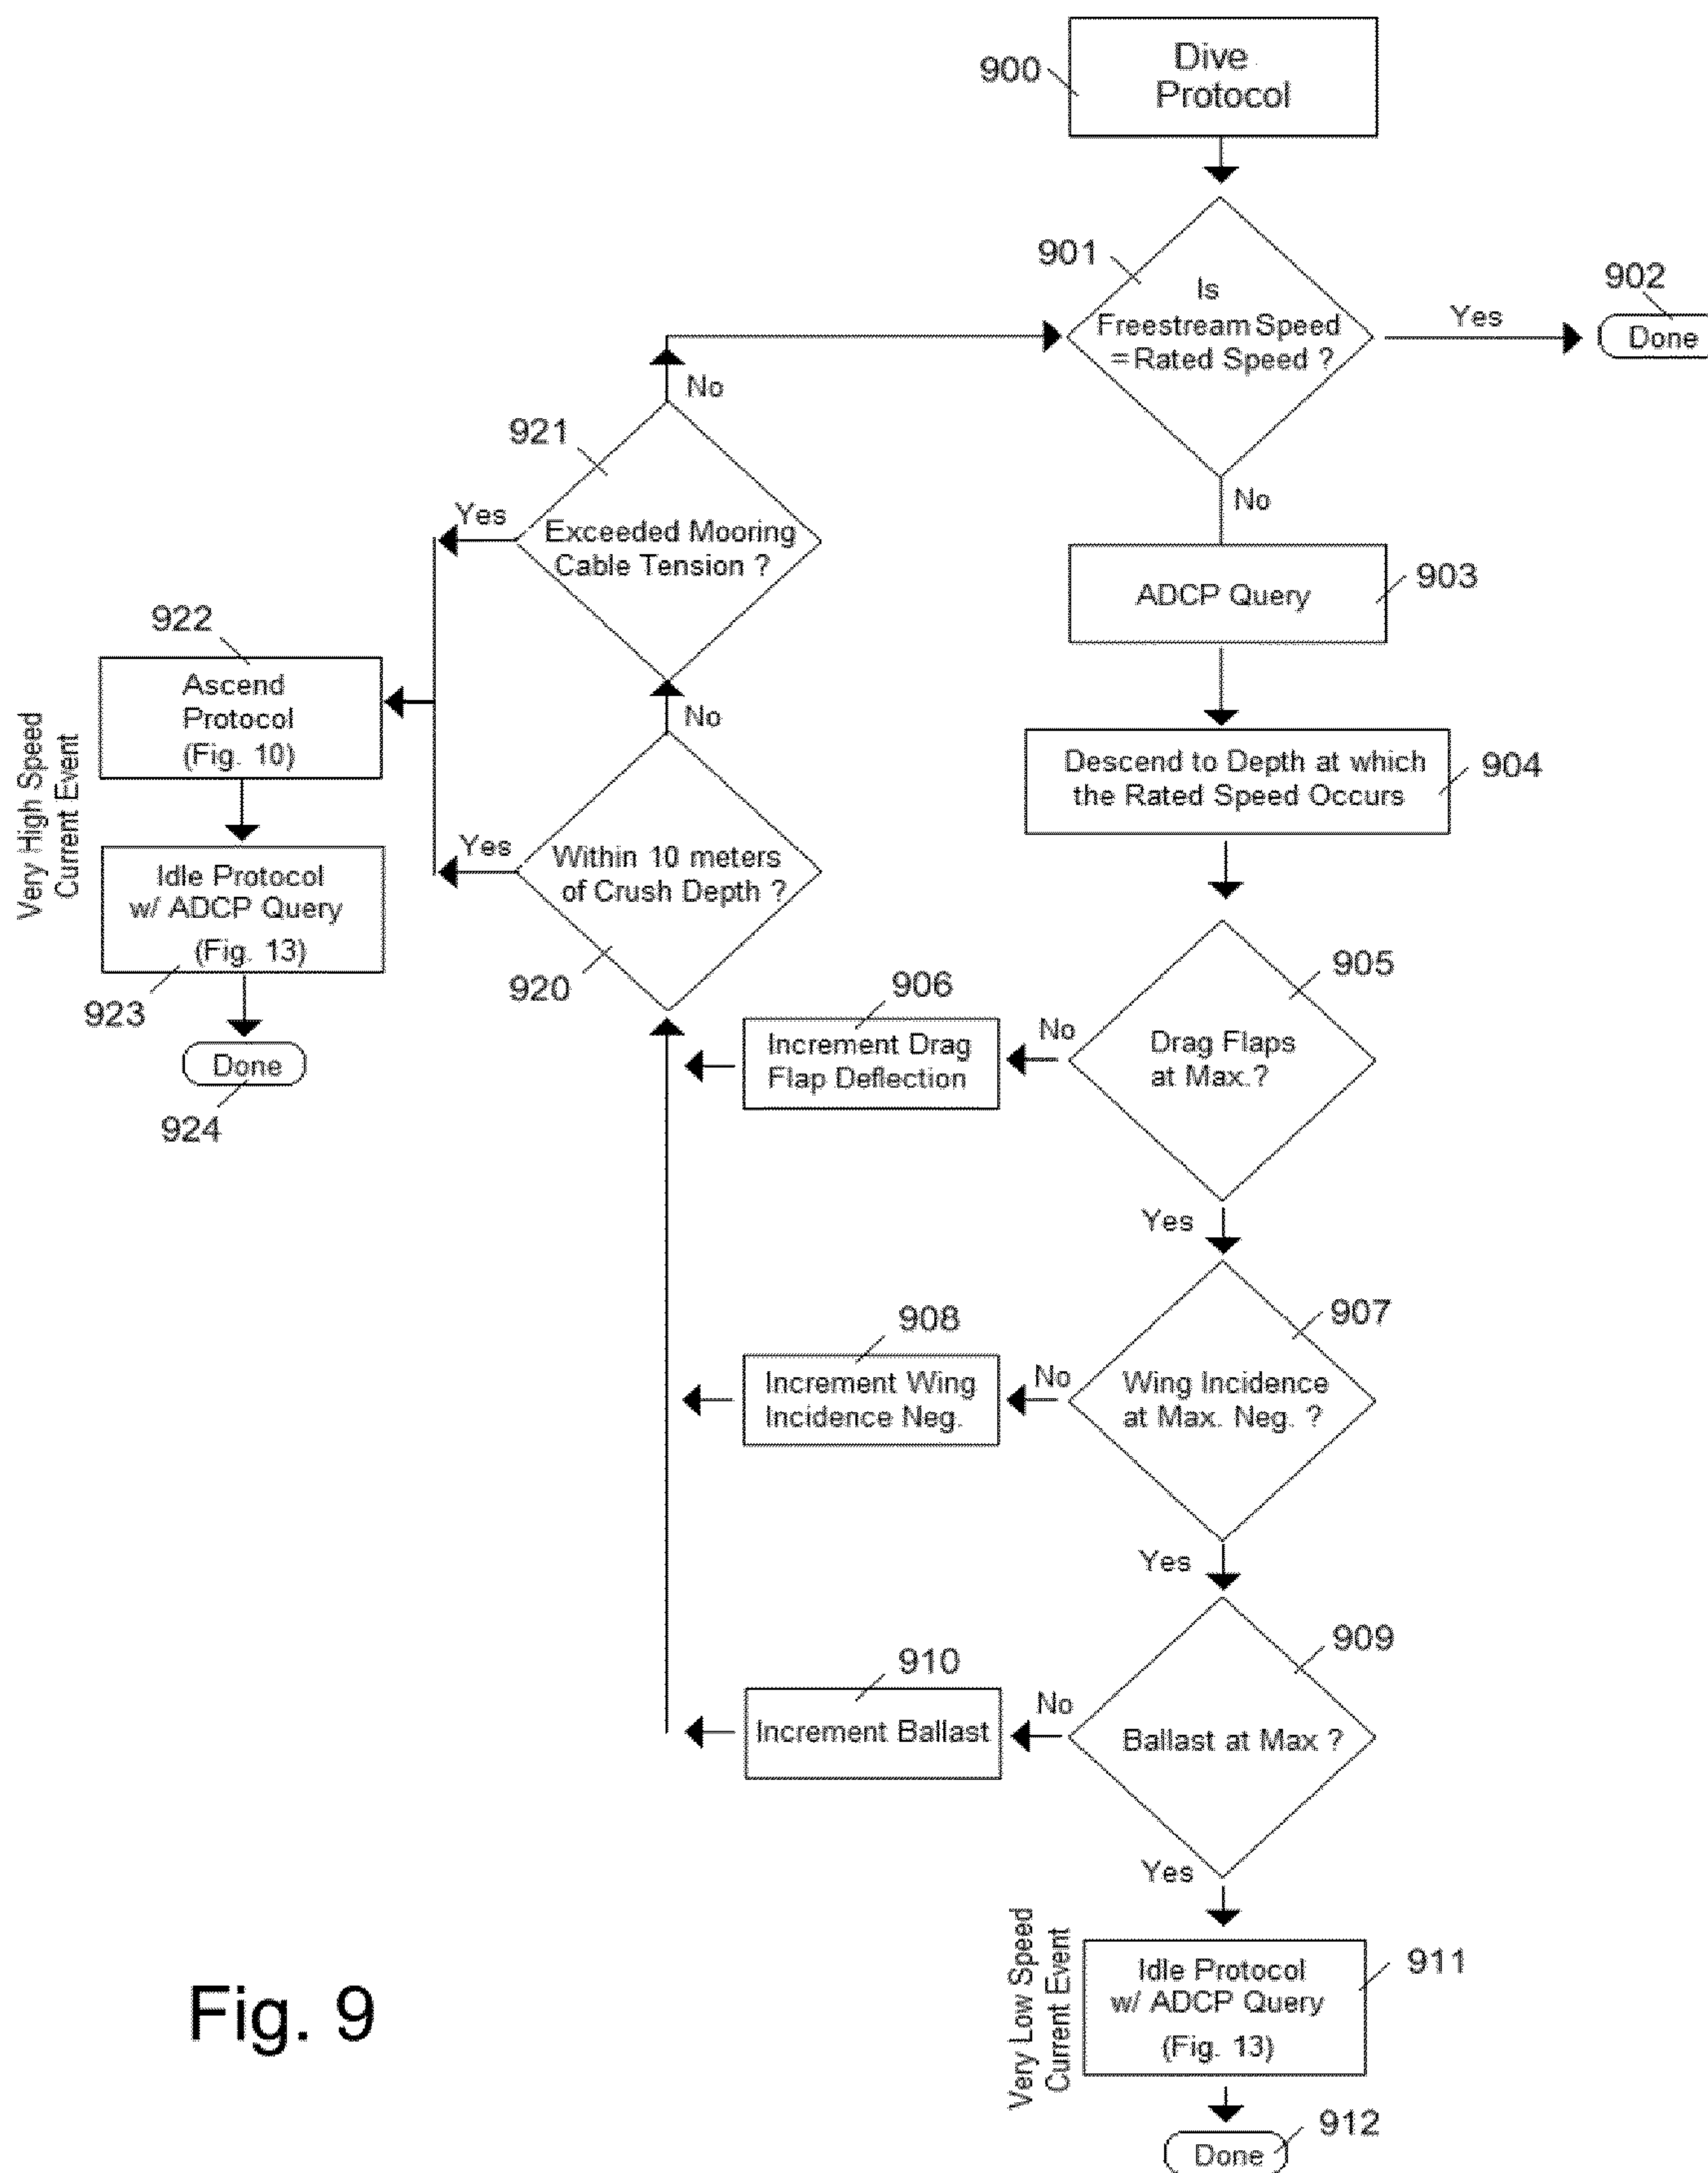 900
Dive
Protocol
901
Is
Freestream Speed
= Rated Speed ?
Yes
902
Done
No
921
Exceeded Mooring
Cable Tension ?
Yes
No
ADCP Query
903
922
Ascend
Protocol
(Fig. 10)
Very High Speed
Current Event
No
Descend to Depth at which
the Rated Speed Occurs
904
Yes
Within 10 meters
of Crush Depth ?
920
Idle Protocol
w/ ADCP Query
(Fig. 13)
923
Done
924
905
Drag Flaps
at Max.?
No
906
Increment Drag
Flap Deflection
Yes
907
Wing Incidence
at Max. Neg. ?
No
908
Increment Wing
Incidence Neg.
Yes
909
Ballast at Max ?
No
910
Increment Ballast
Yes
Very Low Speed
Current Event
Idle Protocol
w/ ADCP Query
(Fig. 13)
911
Done
912
Fig. 9